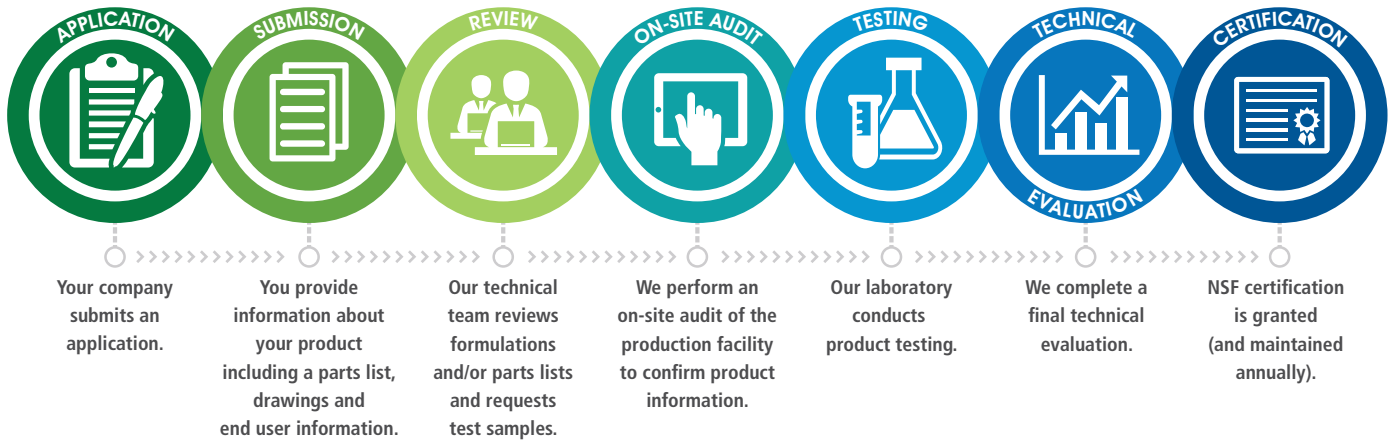 APPLICATION
SUBMISSION
REVIEW
ON-SITE AUDIT
TESTING
TECHNICAL
EVALUATION
CERTIFICATION
Your company
submits an
application.
You provide
information about
your product
including a parts list,
drawings and
end user information.
Our technical
team reviews
formulations
and/or parts lists
and requests
test samples.
We perform an
on-site audit of the
production facility
to confirm product
information.
Our laboratory
conducts
product testing.
We complete a
final technical
evaluation.
NSF certification
is granted
(and maintained
annually).